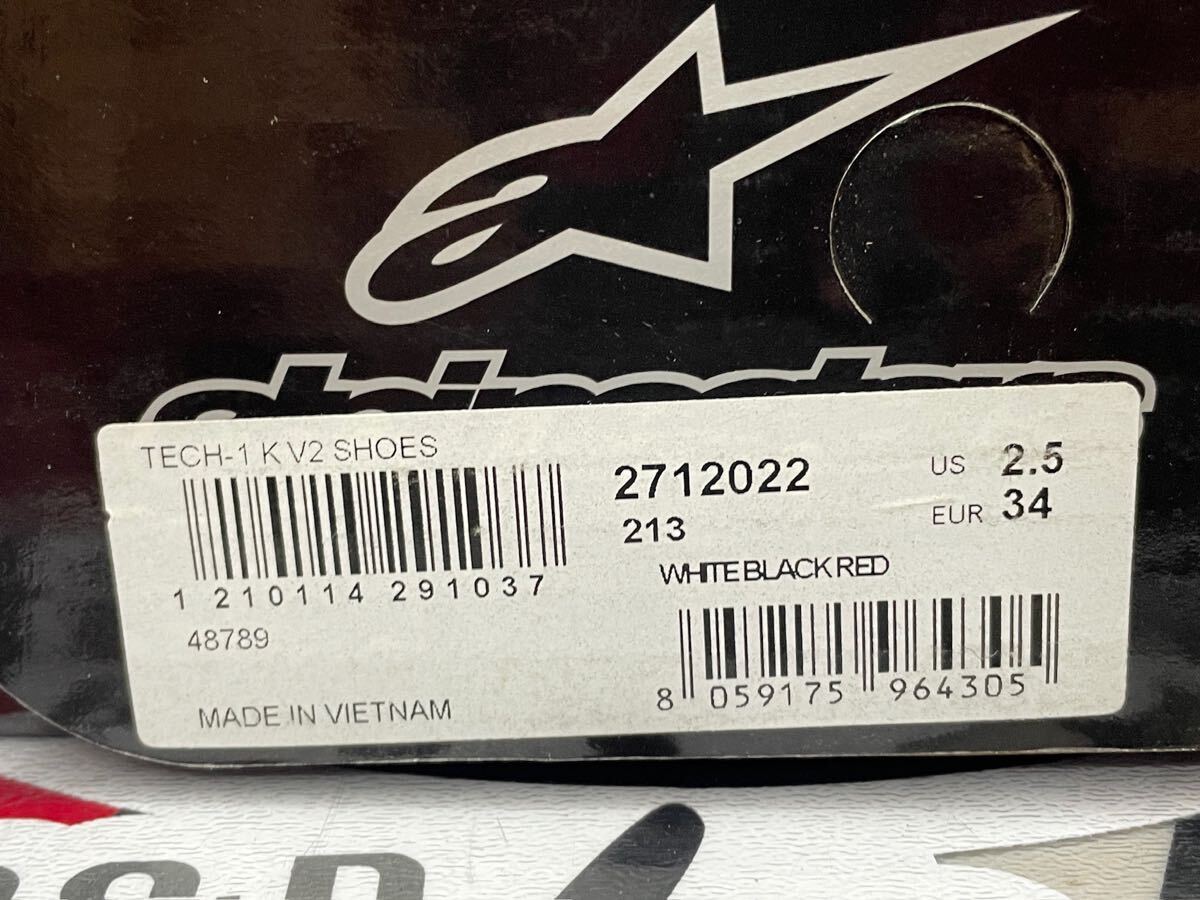 TECH-1 K V2 SHOES
1 210114 291037
48789
MADE IN VIETNAM
2712022
213
US 2.5
EUR 34
WHITE BLACK RED
8 059175 964305